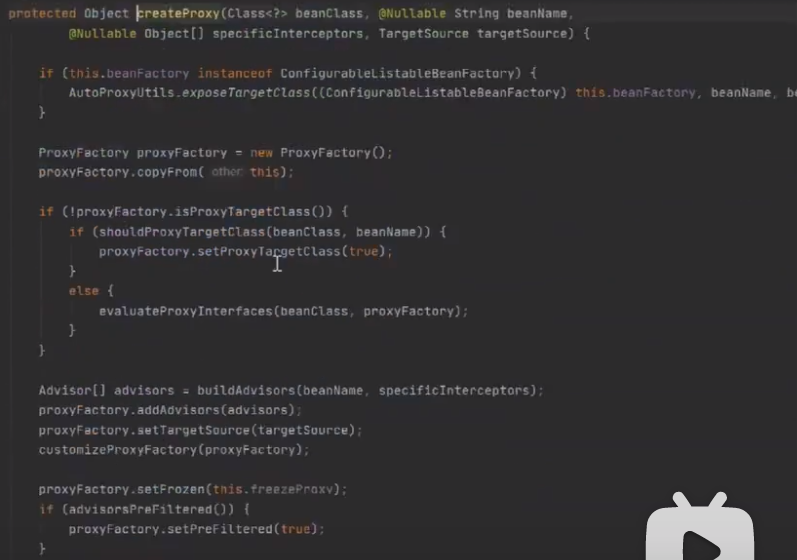 protected Object createProxy(Class<?> beanClass, @Nullable String beanName,
@Nullable Object[] specificInterceptors, TargetSource targetSource) {
if (this.beanFactory instanceof ConfigurableListableBeanFactory) {
AutoProxyUtils.exposeTargetClass((ConfigurableListableBeanFactory) this.beanFactory, beanName, be
}
ProxyFactory proxyFactory = new ProxyFactory();
proxyFactory.copyFrom( other: this);
if (!proxyFactory.isProxyTargetClass()) {
if (shouldProxyTargetClass(beanClass, beanName)) {
proxyFactory.setProxyTargetClass(true);
}
else {
evaluateProxyInterfaces(beanClass, proxyFactory);
}
}
Advisor[] advisors = buildAdvisors(beanName, specificInterceptors);
proxyFactory.addAdvisors(advisors);
proxyFactory.setTargetSource(targetSource);
customizeProxyFactory(proxyFactory);
proxyFactory.setFrozen(this.freezeProxy);
if (advisorsPreFiltered()) {
proxyFactory.setPreFiltered(true);
}